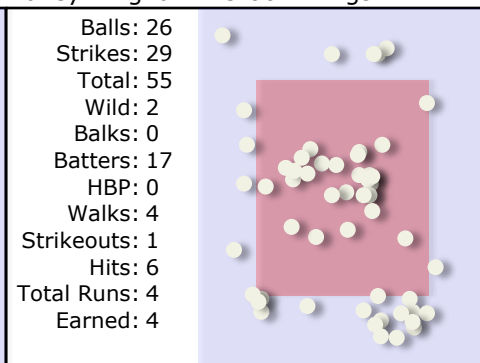 Balls: 26
Strikes: 29
Total: 55
Wild: 2
Balks: 0
Batters: 17
HBP: 0
Walks: 4
Strikeouts: 1
Hits: 6
Total Runs: 4
Earned: 4